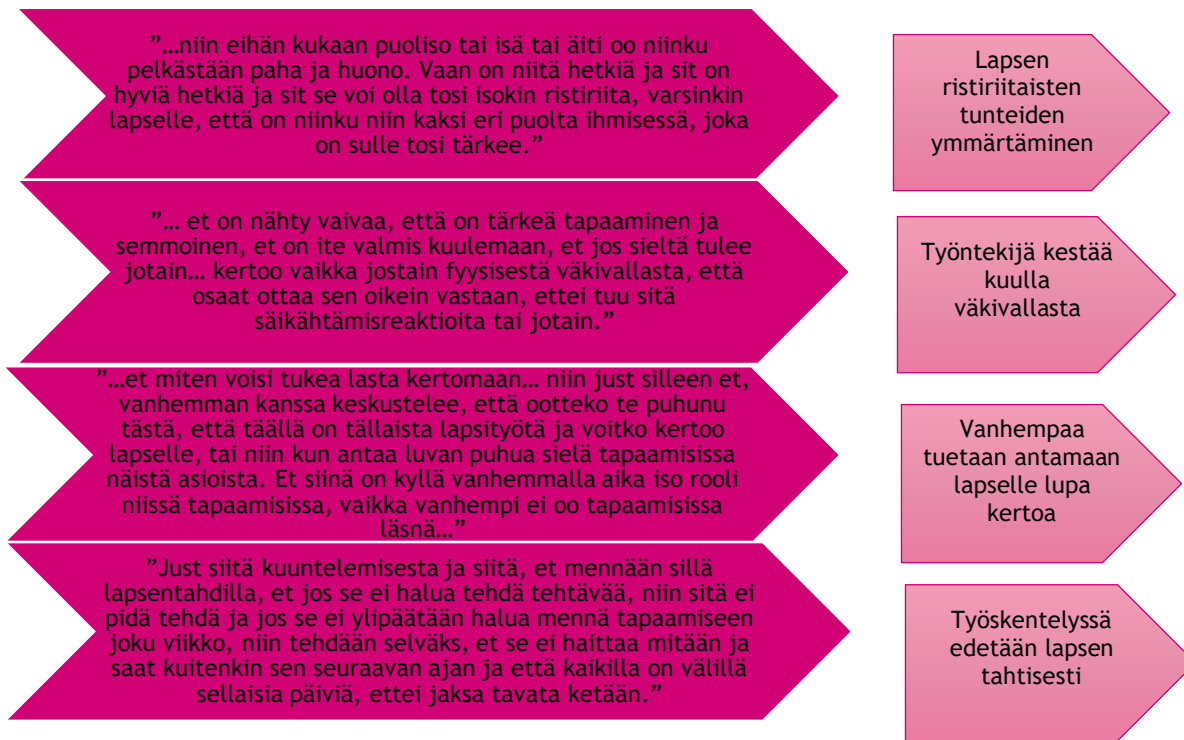 ”…niin eihän kukaan puoliso tai isä tai äiti oo niinku
pelkästään paha ja huono. Vaan on niitä hetkiä ja sit on
hyviä hetkiä ja sit se voi olla tosi isokin ristiriita, varsinkin
lapselle, että on niinku niin kaksi eri puolta ihmisessä, joka
on sulle tosi tärkee.”
Lapsen
ristiriitaisten
tunteiden
ymmärtäminen
”… et on nähty vaivaa, että on tärkeä tapaaminen ja
semmoinen, et on ite valmis kuulemaan, et jos sieltä tulee
jotain… kertoo vaikka jostain fyysisestä väkivallasta, että
osaat ottaa sen oikein vastaan, ettei tuu sitä
säikähtämisreaktioita tai jotain.”
Työntekijä kestää
kuulla
väkivallasta
”…et miten voisi tukea lasta kertomaan… niin just silleen et,
vanhemman kanssa keskustelee, että ootteko te puhunu
tästä, että täällä on tällaista lapsityötä ja voitko kertoo
lapselle, tai niin kun antaa luvan puhua sielä tapaamisissa
näistä asioista. Et siinä on kyllä vanhemmalla aika iso rooli
niissä tapaamisissa, vaikka vanhempi ei oo tapaamisissa
läsnä…”
Vanhempaa
tuetaan antamaan
lapselle lupa
kertoa
”Just siitä kuuntelemisesta ja siitä, et mennään sillä
lapsentahdilla, et jos se ei halua tehdä tehtävää, niin sitä ei
pidä tehdä ja jos se ei ylipäätään halua mennä tapaamiseen
joku viikko, niin tehdään selväks, et se ei haittaa mitään ja
saat kuitenkin sen seuraavan ajan ja että kaikilla on välillä
sellaisia päiviä, ettei jaksa tavata ketään.”
Työskentelyssä
edetään lapsen
tahtisesti